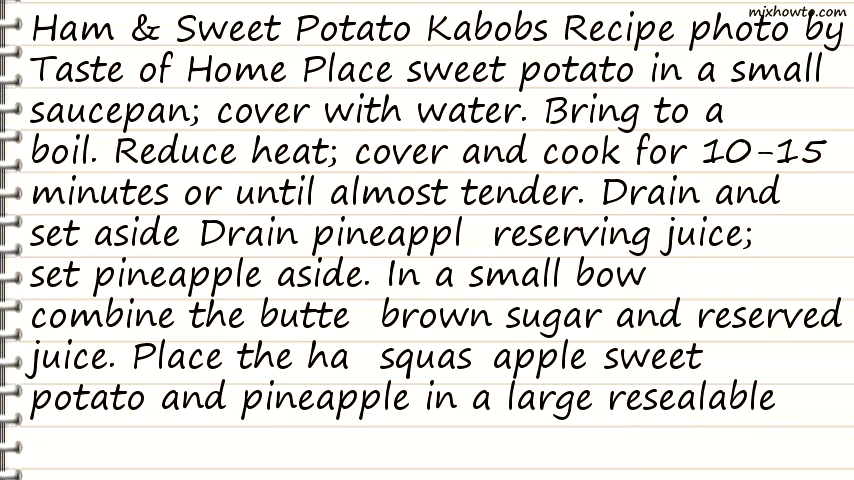 mjxhowto.com
Ham & Sweet Potato Kabobs Recipe photo by
Taste of Home Place sweet potato in a small
saucepan; cover with water. Bring to a
boil. Reduce heat; cover and cook for 10-15
minutes or until almost tender. Drain and
set aside Drain pineappl reserving juice;
set pineapple aside. In a small bow
combine the butte brown sugar and reserved
juice. Place the ha squas apple sweet
potato and pineapple in a large resealable